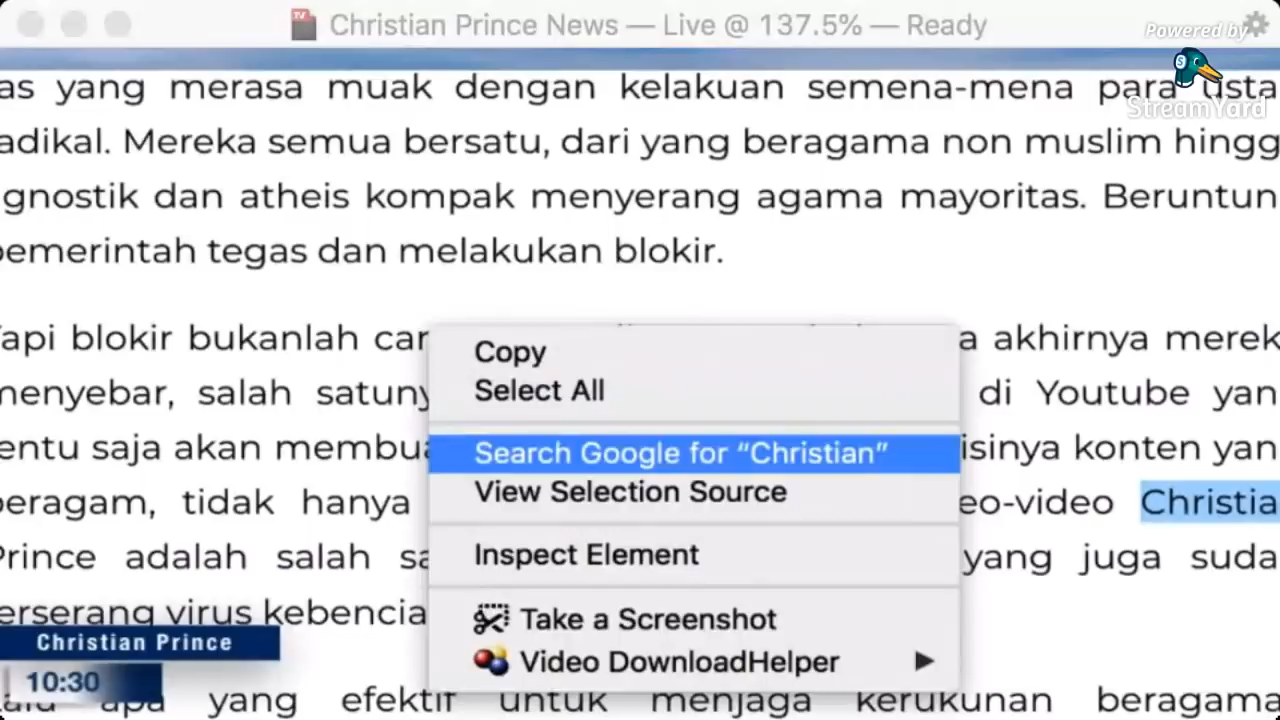 Christian Prince News — Live @ 137.5% — Ready
Powered by
StreamYard
as yang merasa muak dengan kelakuan semena-mena para usta
adikal. Mereka semua bersatu, dari yang beragama non muslim hingg
gnostik dan atheis kompak menyerang agama mayoritas. Beruntun
pemerintah tegas dan melakukan blokir.
Tapi blokir bukanlah car a akhirnya merek
menyebar, salah satuny di Youtube yan
tentu saja akan membua isinya konten yan
beragam, tidak hanya eo-video Christia
Prince adalah salah sa yang juga suda
terserang virus kebencia
Copy
Select All
Search Google for “Christian”
View Selection Source
Inspect Element
Take a Screenshot
Video DownloadHelper
Christian Prince
10:30
Lalu apa yang efektif untuk menjaga kerukunan beragama